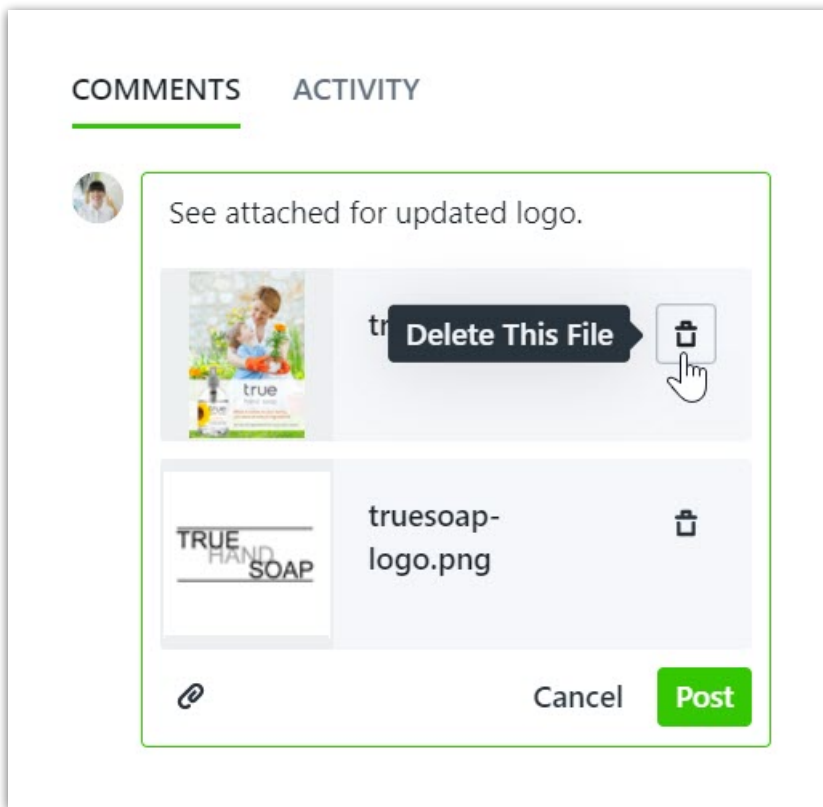 COMMENTS ACTIVITY
See attached for updated logo.
Delete This File
true
TRUE
HAND
SOAP
truesoap-
logo.png
Cancel Post